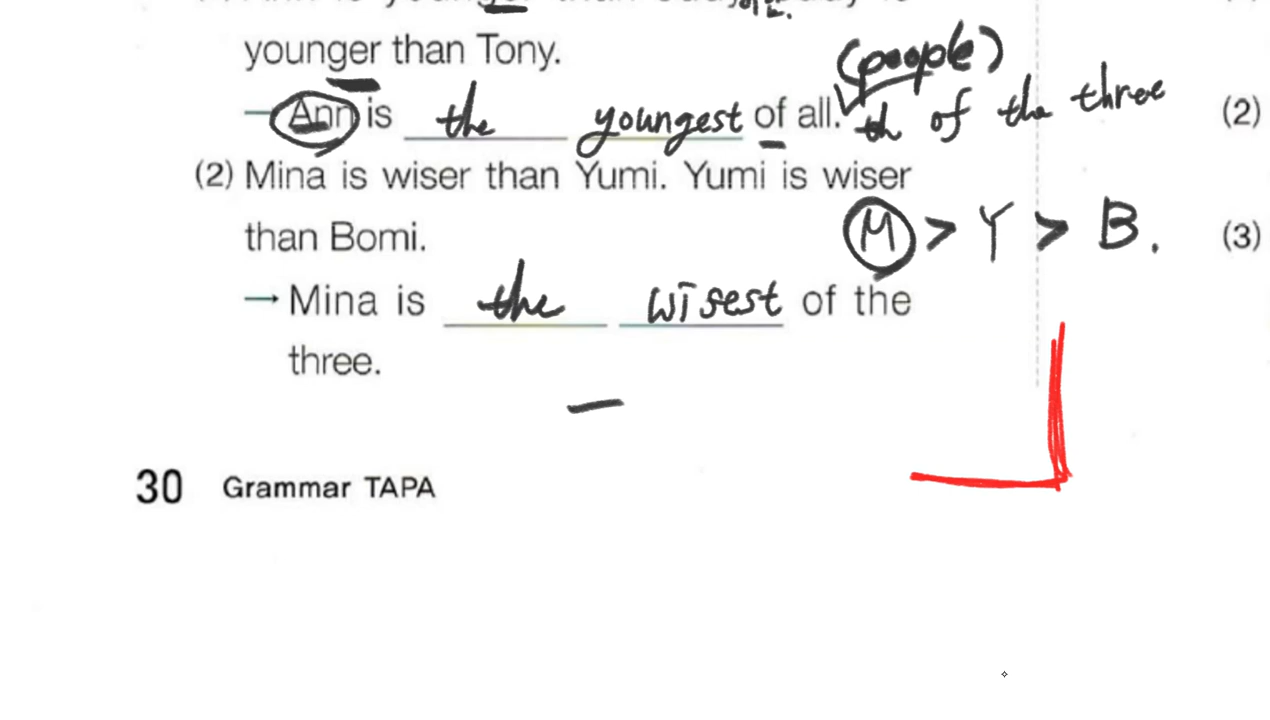 younger than Tony.
(people)
Ann is the youngest of all. th of the three
(2)
(2) Mina is wiser than Yumi. Yumi is wiser
than Bomi.
M > Y > B.
(3)
→ Mina is the wisest of the
three.
30 Grammar TAPA